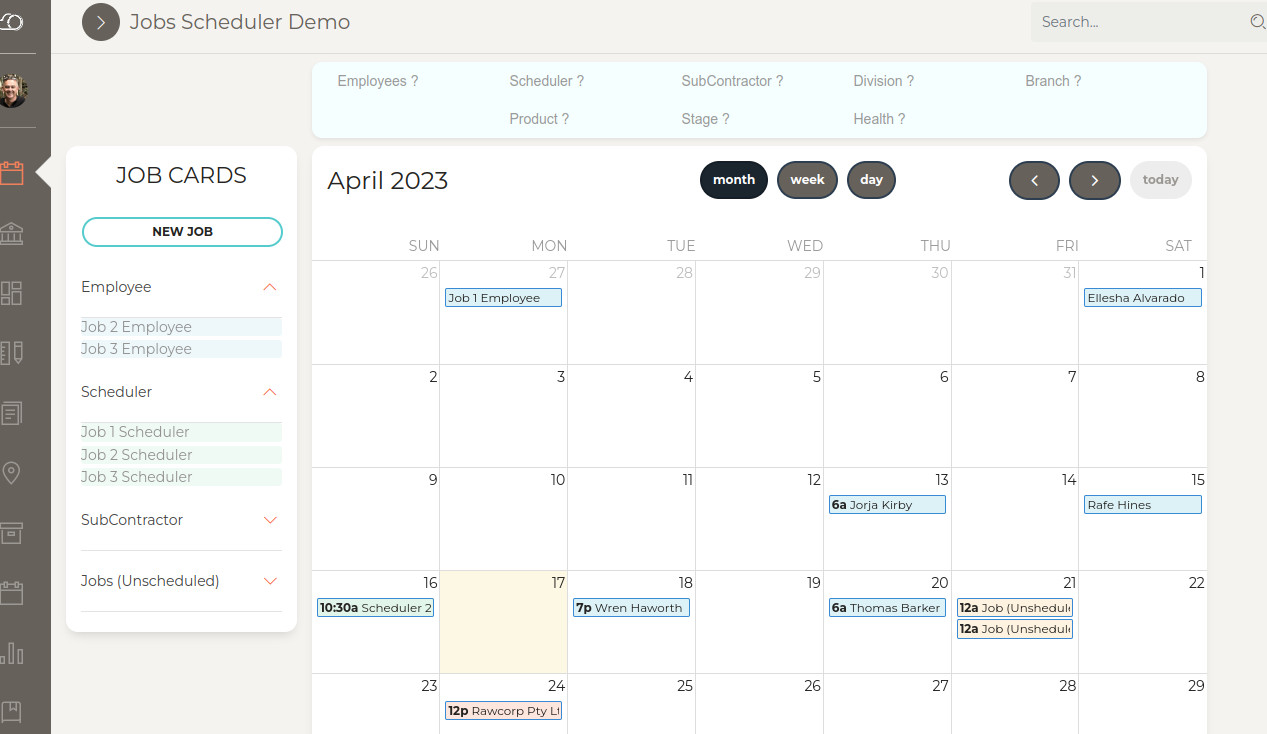 Jobs Scheduler Demo
Search...
Employees ? Scheduler ? SubContractor ? Division ? Branch ?
Product ? Stage ? Health ?
JOB CARDS
NEW JOB
Employee
Job 2 Employee
Job 3 Employee
Scheduler
Job 1 Scheduler
Job 2 Scheduler
Job 3 Scheduler
SubContractor
Jobs (Unscheduled)
April 2023 month week day today
SUN MON TUE WED THU FRI SAT
26 27 28 29 30 31 1
Job 1 Employee Ellesha Alvarado
2 3 4 5 6 7 8
9 10 11 12 13 14 15
6a Jorja Kirby Rafe Hines
16 17 18 19 20 21 22
10:30a Scheduler 2 7p Wren Haworth 6a Thomas Barker 12a Job (Unshedul
12a Job (Unshedul
23 24 25 26 27 28 29
12p Rawcorp Pty Lt